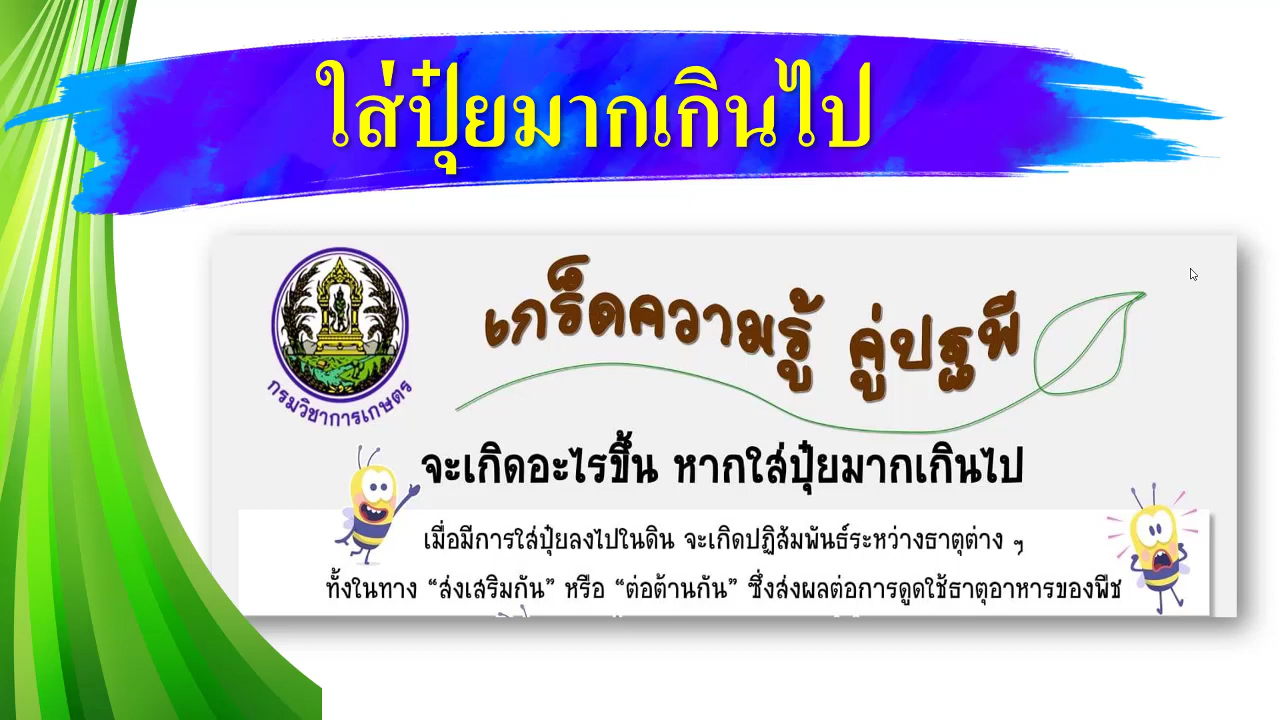 ใส่ปุ๋ยมากเกินไป
เกร็ดความรู้ คู่ปฐพี
กรมวิชาการเกษตร
จะเกิดอะไรขึ้น หากใส่ปุ๋ยมากเกินไป
เมื่อมีการใส่ปุ๋ยลงไปในดิน จะเกิดปฏิสัมพันธ์ระหว่างธาตุต่าง ๆ
ทั้งในทาง “ส่งเสริมกัน” หรือ “ต่อต้านกัน” ซึ่งส่งผลต่อการดูดใช้ธาตุอาหารของพืช